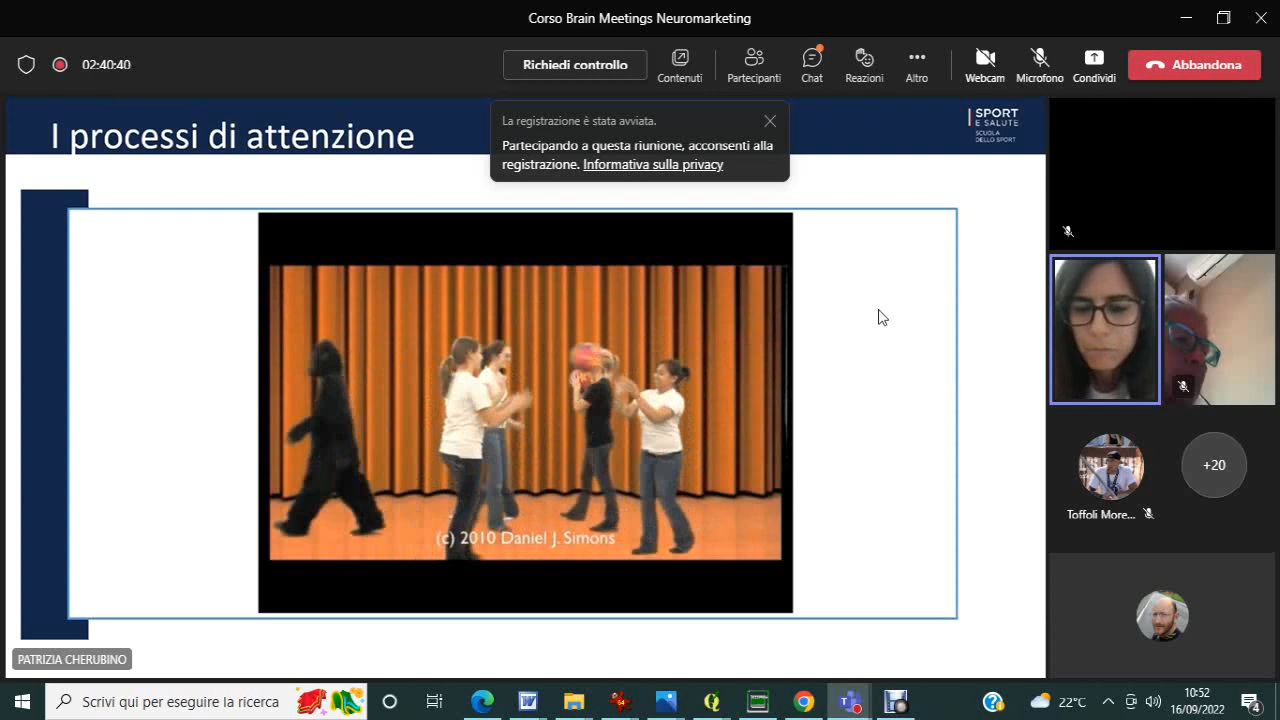 Corso Brain Meetings Neuromarketing
02:40:40
Richiedi controllo
Contenuti
Partecipanti
Chat
Reazioni
Altro
Webcam
Microfono
Condividi
Abbandona
I processi di attenzione
SPORT
E SALUTE
SCUOLA
DELLO SPORT
La registrazione è stata avviata.
Partecipando a questa riunione, acconsenti alla
registrazione. Informativa sulla privacy
(c) 2010 Daniel J. Simons
+20
Toffoli More...
PATRIZIA CHERUBINO
Scrivi qui per eseguire la ricerca
64
22°C
10:52
16/09/2022
4